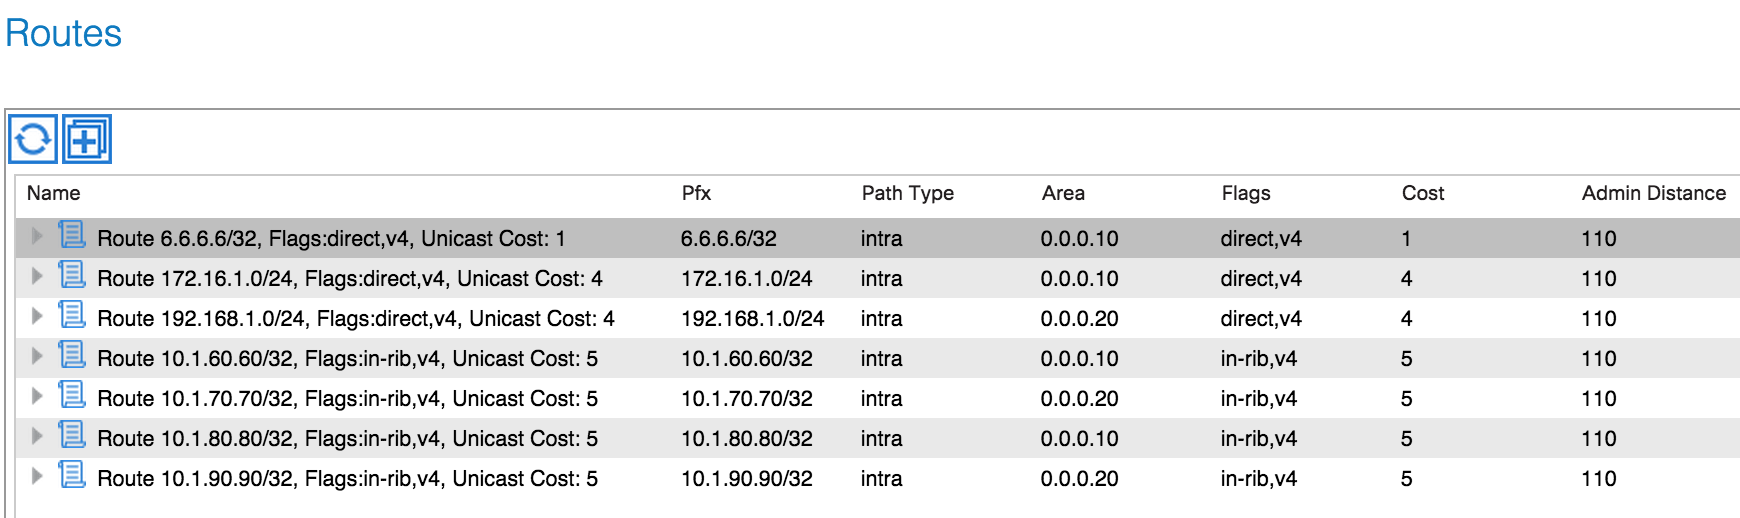 Routes
Name Pfx Path Type Area Flags Cost Admin Distance
Route 6.6.6.6/32, Flags:direct,v4, Unicast Cost: 1 6.6.6.6/32 intra 0.0.0.10 direct,v4 1 110
Route 172.16.1.0/24, Flags:direct,v4, Unicast Cost: 4 172.16.1.0/24 intra 0.0.0.10 direct,v4 4 110
Route 192.168.1.0/24, Flags:direct,v4, Unicast Cost: 4 192.168.1.0/24 intra 0.0.0.20 direct,v4 4 110
Route 10.1.60.60/32, Flags:in-rib,v4, Unicast Cost: 5 10.1.60.60/32 intra 0.0.0.10 in-rib,v4 5 110
Route 10.1.70.70/32, Flags:in-rib,v4, Unicast Cost: 5 10.1.70.70/32 intra 0.0.0.20 in-rib,v4 5 110
Route 10.1.80.80/32, Flags:in-rib,v4, Unicast Cost: 5 10.1.80.80/32 intra 0.0.0.10 in-rib,v4 5 110
Route 10.1.90.90/32, Flags:in-rib,v4, Unicast Cost: 5 10.1.90.90/32 intra 0.0.0.20 in-rib,v4 5 110